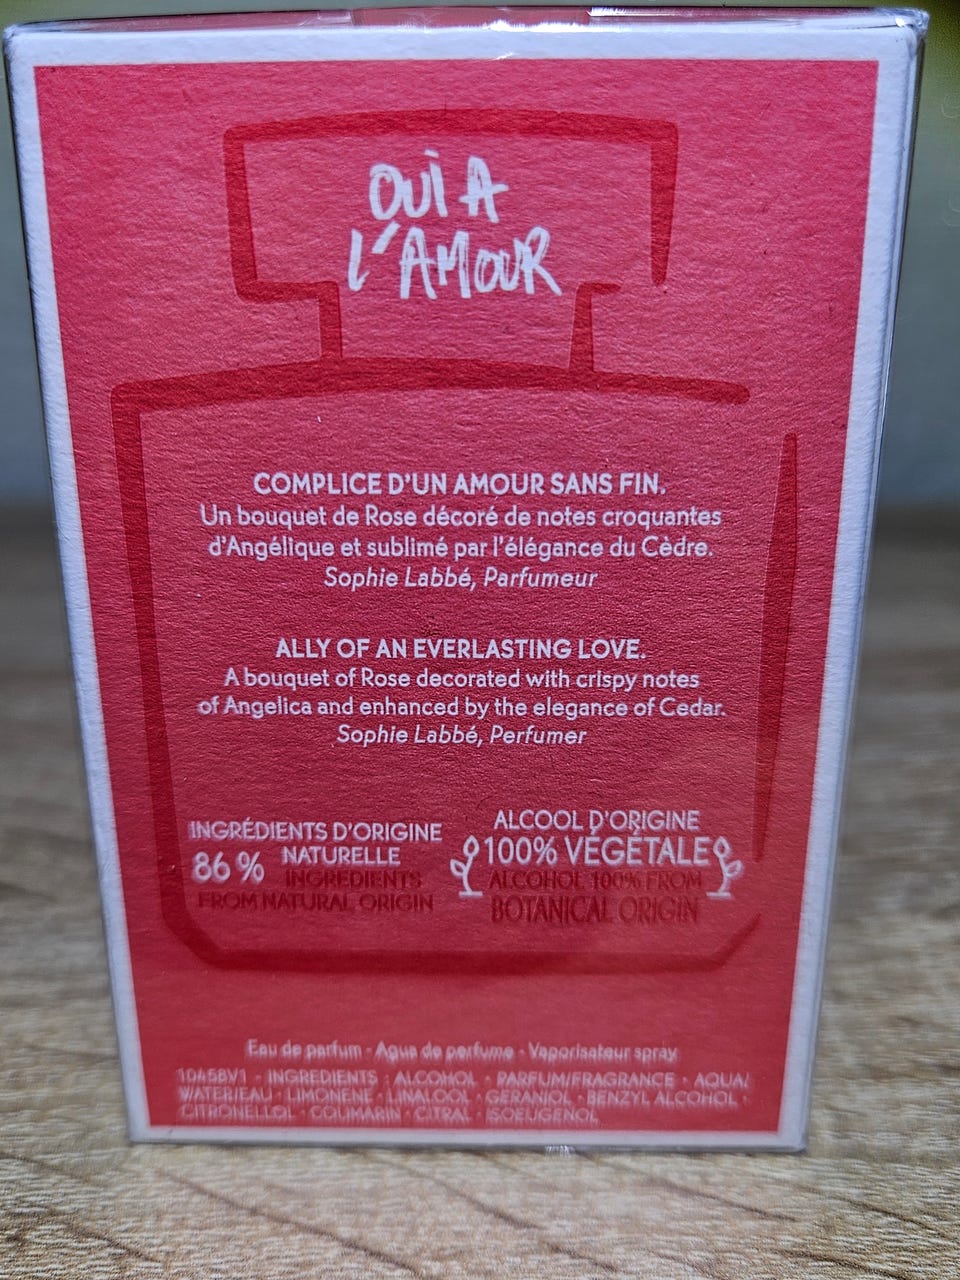 OUi A
L'AMOUR
COMPLICE D'UN AMOUR SANS FIN.
Un bouquet de Rose décoré de notes croquantes
d'Angélique et sublimé par l'élégance du Cèdre.
Sophie Labbé, Parfumeur
ALLY OF AN EVERLASTING LOVE.
A bouquet of Rose decorated with crispy notes
of Angelica and enhanced by the elegance of Cedar.
Sophie Labbé, Perfumer
INGRÉDIENTS D'ORIGINE
86 % NATURELLE
INGREDIENTS
FROM NATURAL ORIGIN
ALCOOL D'ORIGINE
100% VÉGÉTALE
ALCOHOL 100% FROM
BOTANICAL ORIGIN
Eau de parfum - Agua de perfume - Vaporisateur spray
10458V1 - INGREDIENTS : ALCOHOL · PARFUM/FRAGRANCE · AQUA/
WATER/EAU · LIMONENE · LINALOOL · GERANIOL · BENZYL ALCOHOL ·
CITRONELLOL · COUMARIN · CITRAL · ISOEUGENOL